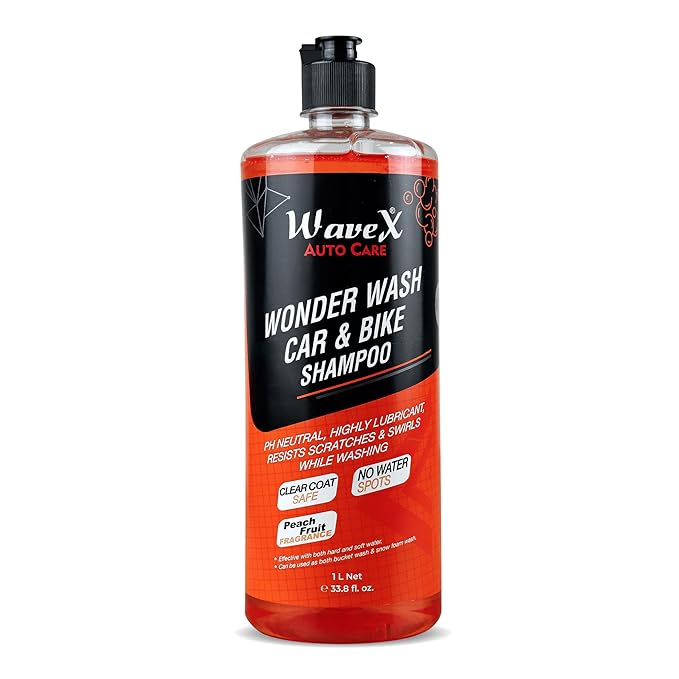 WaveX®
AUTO CARE
WONDER WASH
CAR & BIKE
SHAMPOO
PH NEUTRAL, HIGHLY LUBRICANT,
RESISTS SCRATCHES & SWIRLS
WHILE WASHING
CLEAR COAT
SAFE
NO WATER
SPOTS
Peach
Fruit
FRAGRANCE
* Effective with both hard and soft water.
* Can be used as both bucket wash & snow foam wash.
1 L Net
℮ 33.8 fl. oz.